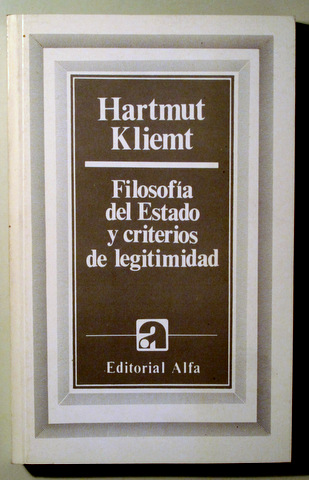 Hartmut
Kliemt
Filosofía
del Estado
y criterios
de legitimidad
a
Editorial Alfa